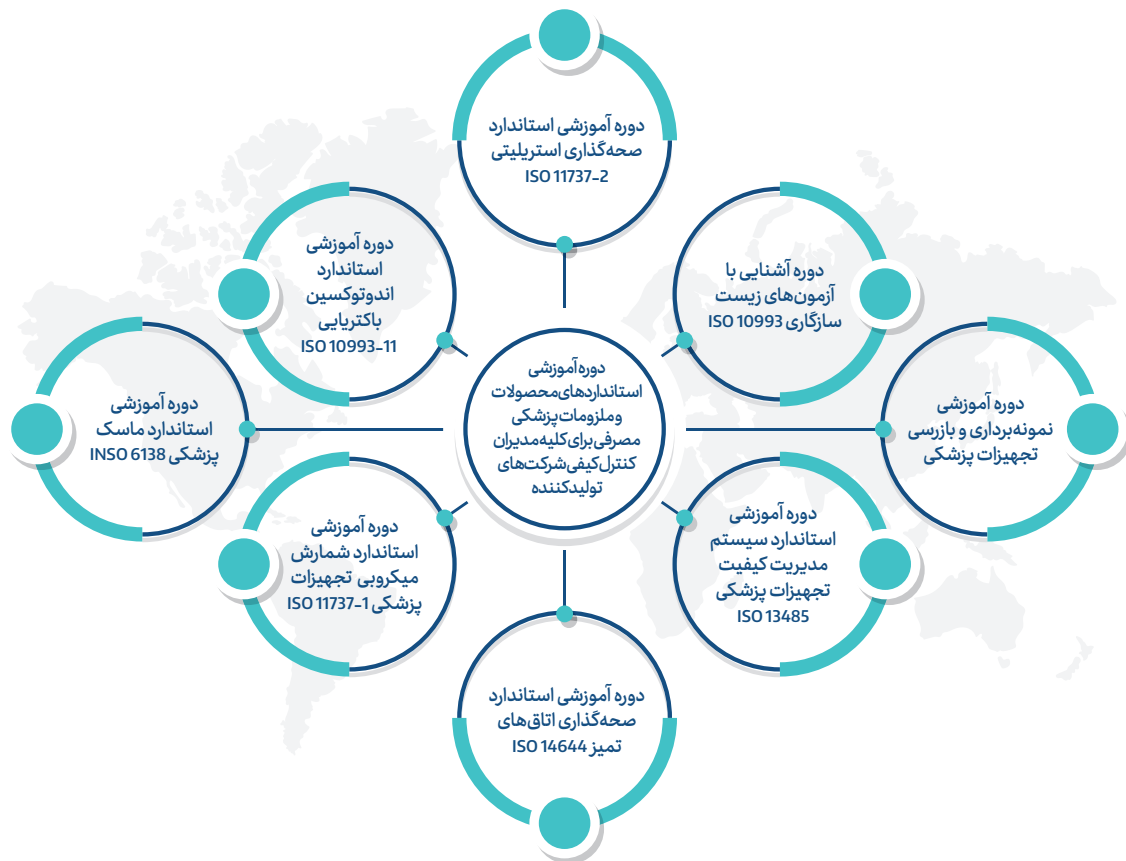 دوره آموزشی استاندارد
صحه‌گذاری استریلیتی
ISO 11737-2
دوره آشنایی با
آزمون‌های زیست
سازگاری ISO 10993
دوره آموزشی
استاندارد
اندوتوکسین
باکتریایی
ISO 10993-11
دوره آموزشی
نمونه‌برداری و بازرسی
تجهیزات پزشکی
دوره آموزشی
استانداردهای محصولات
و ملزومات پزشکی
مصرفی برای کلیه مدیران
کنترل کیفی شرکت‌های
تولیدکننده
دوره آموزشی
استاندارد ماسک
پزشکی INSO 6138
دوره آموزشی
استاندارد سیستم
مدیریت کیفیت
تجهیزات پزشکی
ISO 13485
دوره آموزشی
استاندارد شمارش
میکروبی تجهیزات
پزشکی ISO 11737-1
دوره آموزشی استاندارد
صحه‌گذاری اتاق‌های
تمیز ISO 14644